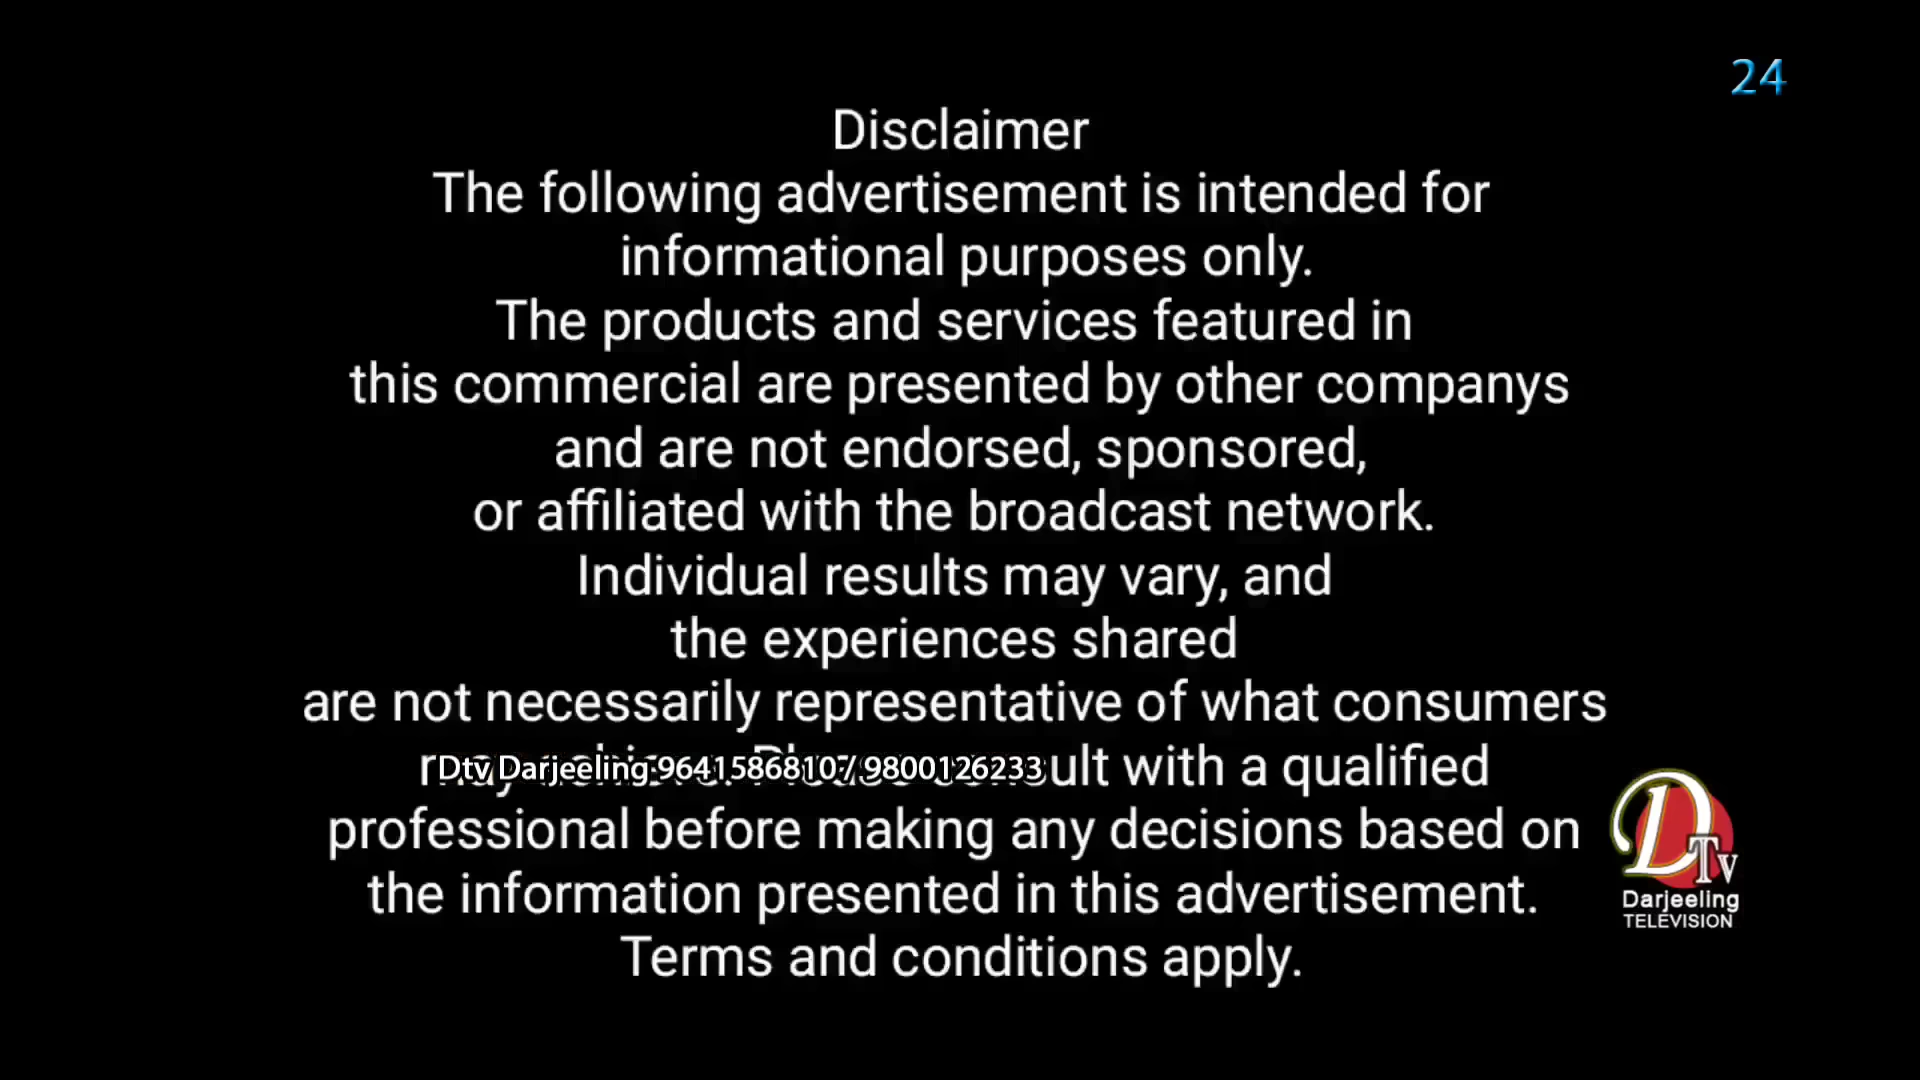 24
Disclaimer
The following advertisement is intended for
informational purposes only.
The products and services featured in
this commercial are presented by other companys
and are not endorsed, sponsored,
or affiliated with the broadcast network.
Individual results may vary, and
the experiences shared
are not necessarily representative of what consumers
with a qualified
Dtv Darjeeling 96415868107/9800126233
professional before making any decisions based on
the information presented in this advertisement.
Terms and conditions apply.
DTV
Darjeeling
TELEVISION